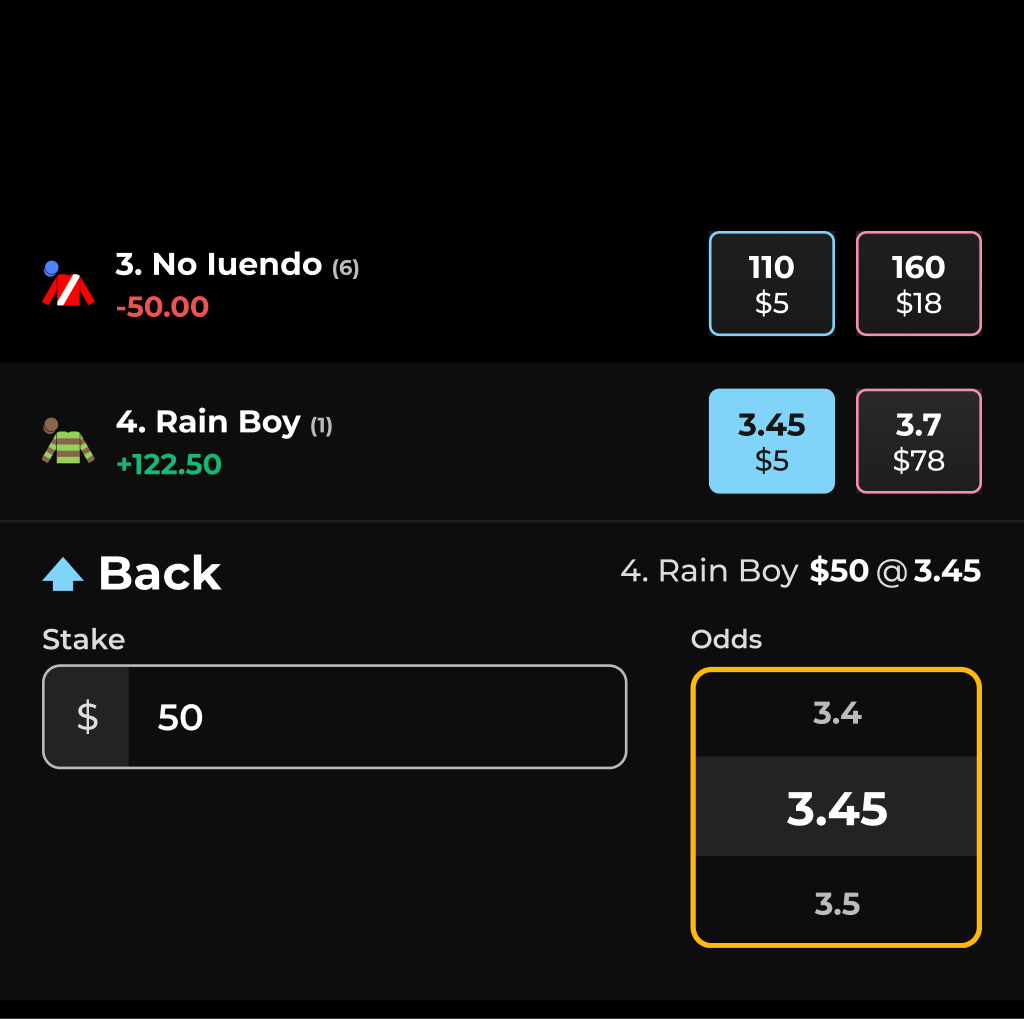 3. No Iuendo (6)
-50.00
110
$5
160
$18
4. Rain Boy (1)
+122.50
3.45
$5
3.7
$78
Back
4. Rain Boy $50 @ 3.45
Stake
$ 50
Odds
3.4
3.45
3.5